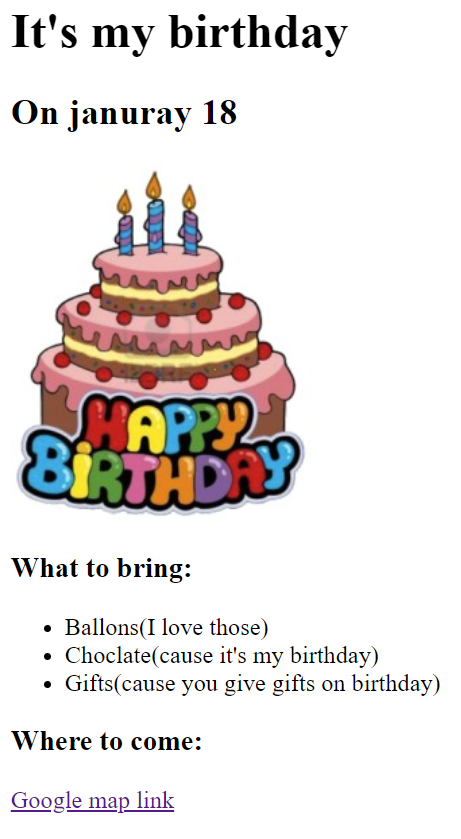 It's my birthday
On januray 18
HAPPY
BIRTHDAY
What to bring:
Ballons(I love those)
Choclate(cause it's my birthday)
Gifts(cause you give gifts on birthday)
Where to come:
Google map link